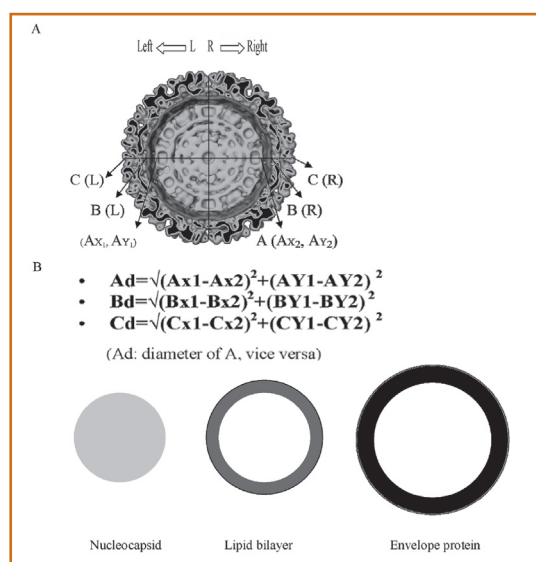 A
Left L R Right
C (L) C (R)
B (L) B (R)
(Ax₁, Ay₁) A (Ax₂, Ay₂)
B
• Ad=√(Ax1-Ax2)²+(AY1-AY2) ²
• Bd=√(Bx1-Bx2)²+(BY1-BY2) ²
• Cd=√(Cx1-Cx2)²+(CY1-CY2) ²
(Ad: diameter of A, vice versa)
Nucleocapsid Lipid bilayer Envelope protein